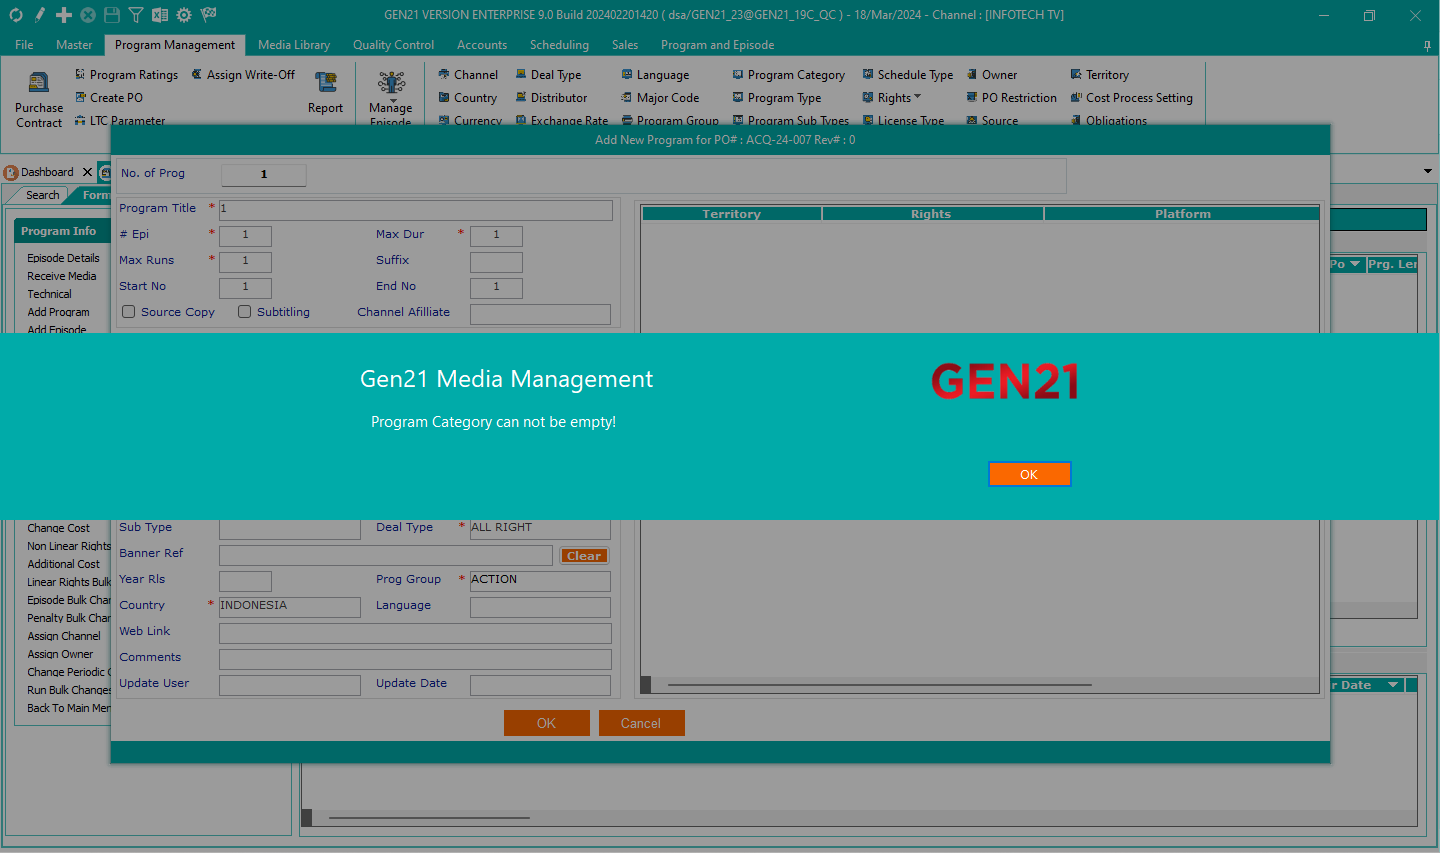 GEN21 VERSION ENTERPRISE 9.0 Build 202402201420 ( dsa/GEN21_23@GEN21_19C_QC ) - 18/Mar/2024 - Channel : [INFOTECH TV]
File Master Program Management Media Library Quality Control Accounts Scheduling Sales Program and Episode
Program Ratings Assign Write-Off Channel Deal Type Language Program Category Schedule Type Owner Territory
Purchase Contract Create PO Report Manage Episode Country Distributor Major Code Program Type Rights PO Restriction Cost Process Setting
LTC Parameter Currency Exchange Rate Program Group Program Sub Types License Type Source Obligations
Add New Program for PO# : ACQ-24-007 Rev# : 0
Dashboard
Search Form
No. of Prog 1
Program Title * 1
# Epi * 1 Max Dur * 1
Max Runs * 1 Suffix
Start No 1 End No 1
Source Copy Subtitling Channel Afilliate
Territory Rights Platform
Po Prg. Len
Program Info
Episode Details
Receive Media
Technical
Add Program
Add Episode
Gen21 Media Management
Program Category can not be empty!
GEN21
OK
Change Cost
Non Linear Rights
Additional Cost
Linear Rights Bulk
Episode Bulk Chan
Penalty Bulk Chan
Assign Channel
Assign Owner
Change Periodic C
Run Bulk Changes
Back To Main Men
Sub Type Deal Type * ALL RIGHT
Banner Ref Clear
Year Rls Prog Group * ACTION
Country * INDONESIA Language
Web Link
Comments
Update User Update Date
r Date
OK Cancel